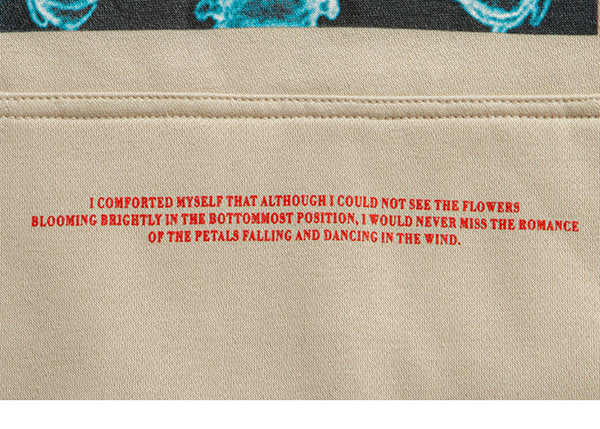 I COMFORTED MYSELF THAT ALTHOUGH I COULD NOT SEE THE FLOWERS
BLOOMING BRIGHTLY IN THE BOTTOMMOST POSITION, I WOULD NEVER MISS THE ROMANCE
OF THE PETALS FALLING AND DANCING IN THE WIND.